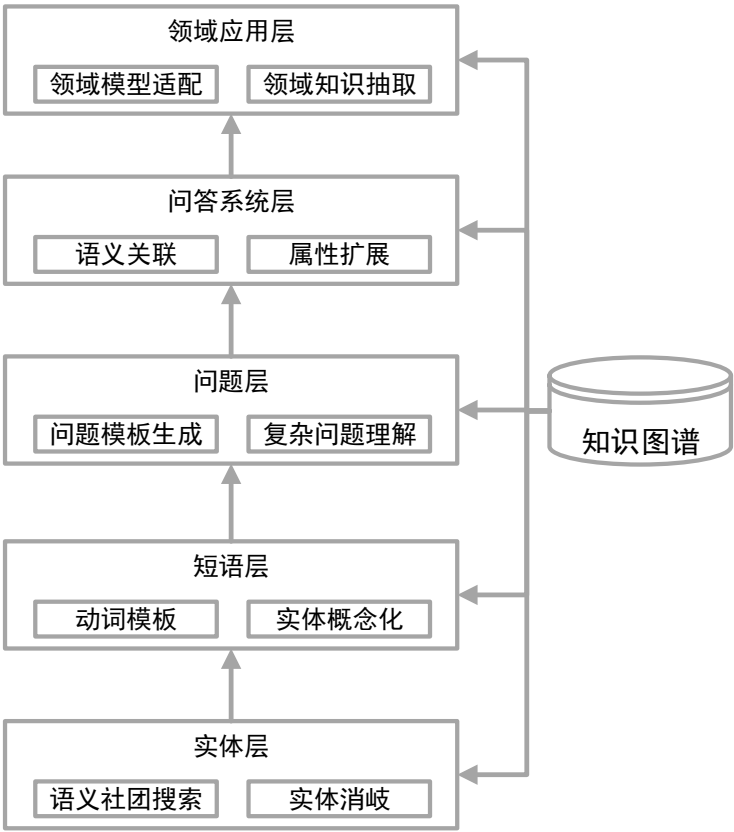 领域应用层
领域模型适配 领域知识抽取
问答系统层
语义关联 属性扩展
问题层
问题模板生成 复杂问题理解
知识图谱
短语层
动词模板 实体概念化
实体层
语义社团搜索 实体消岐